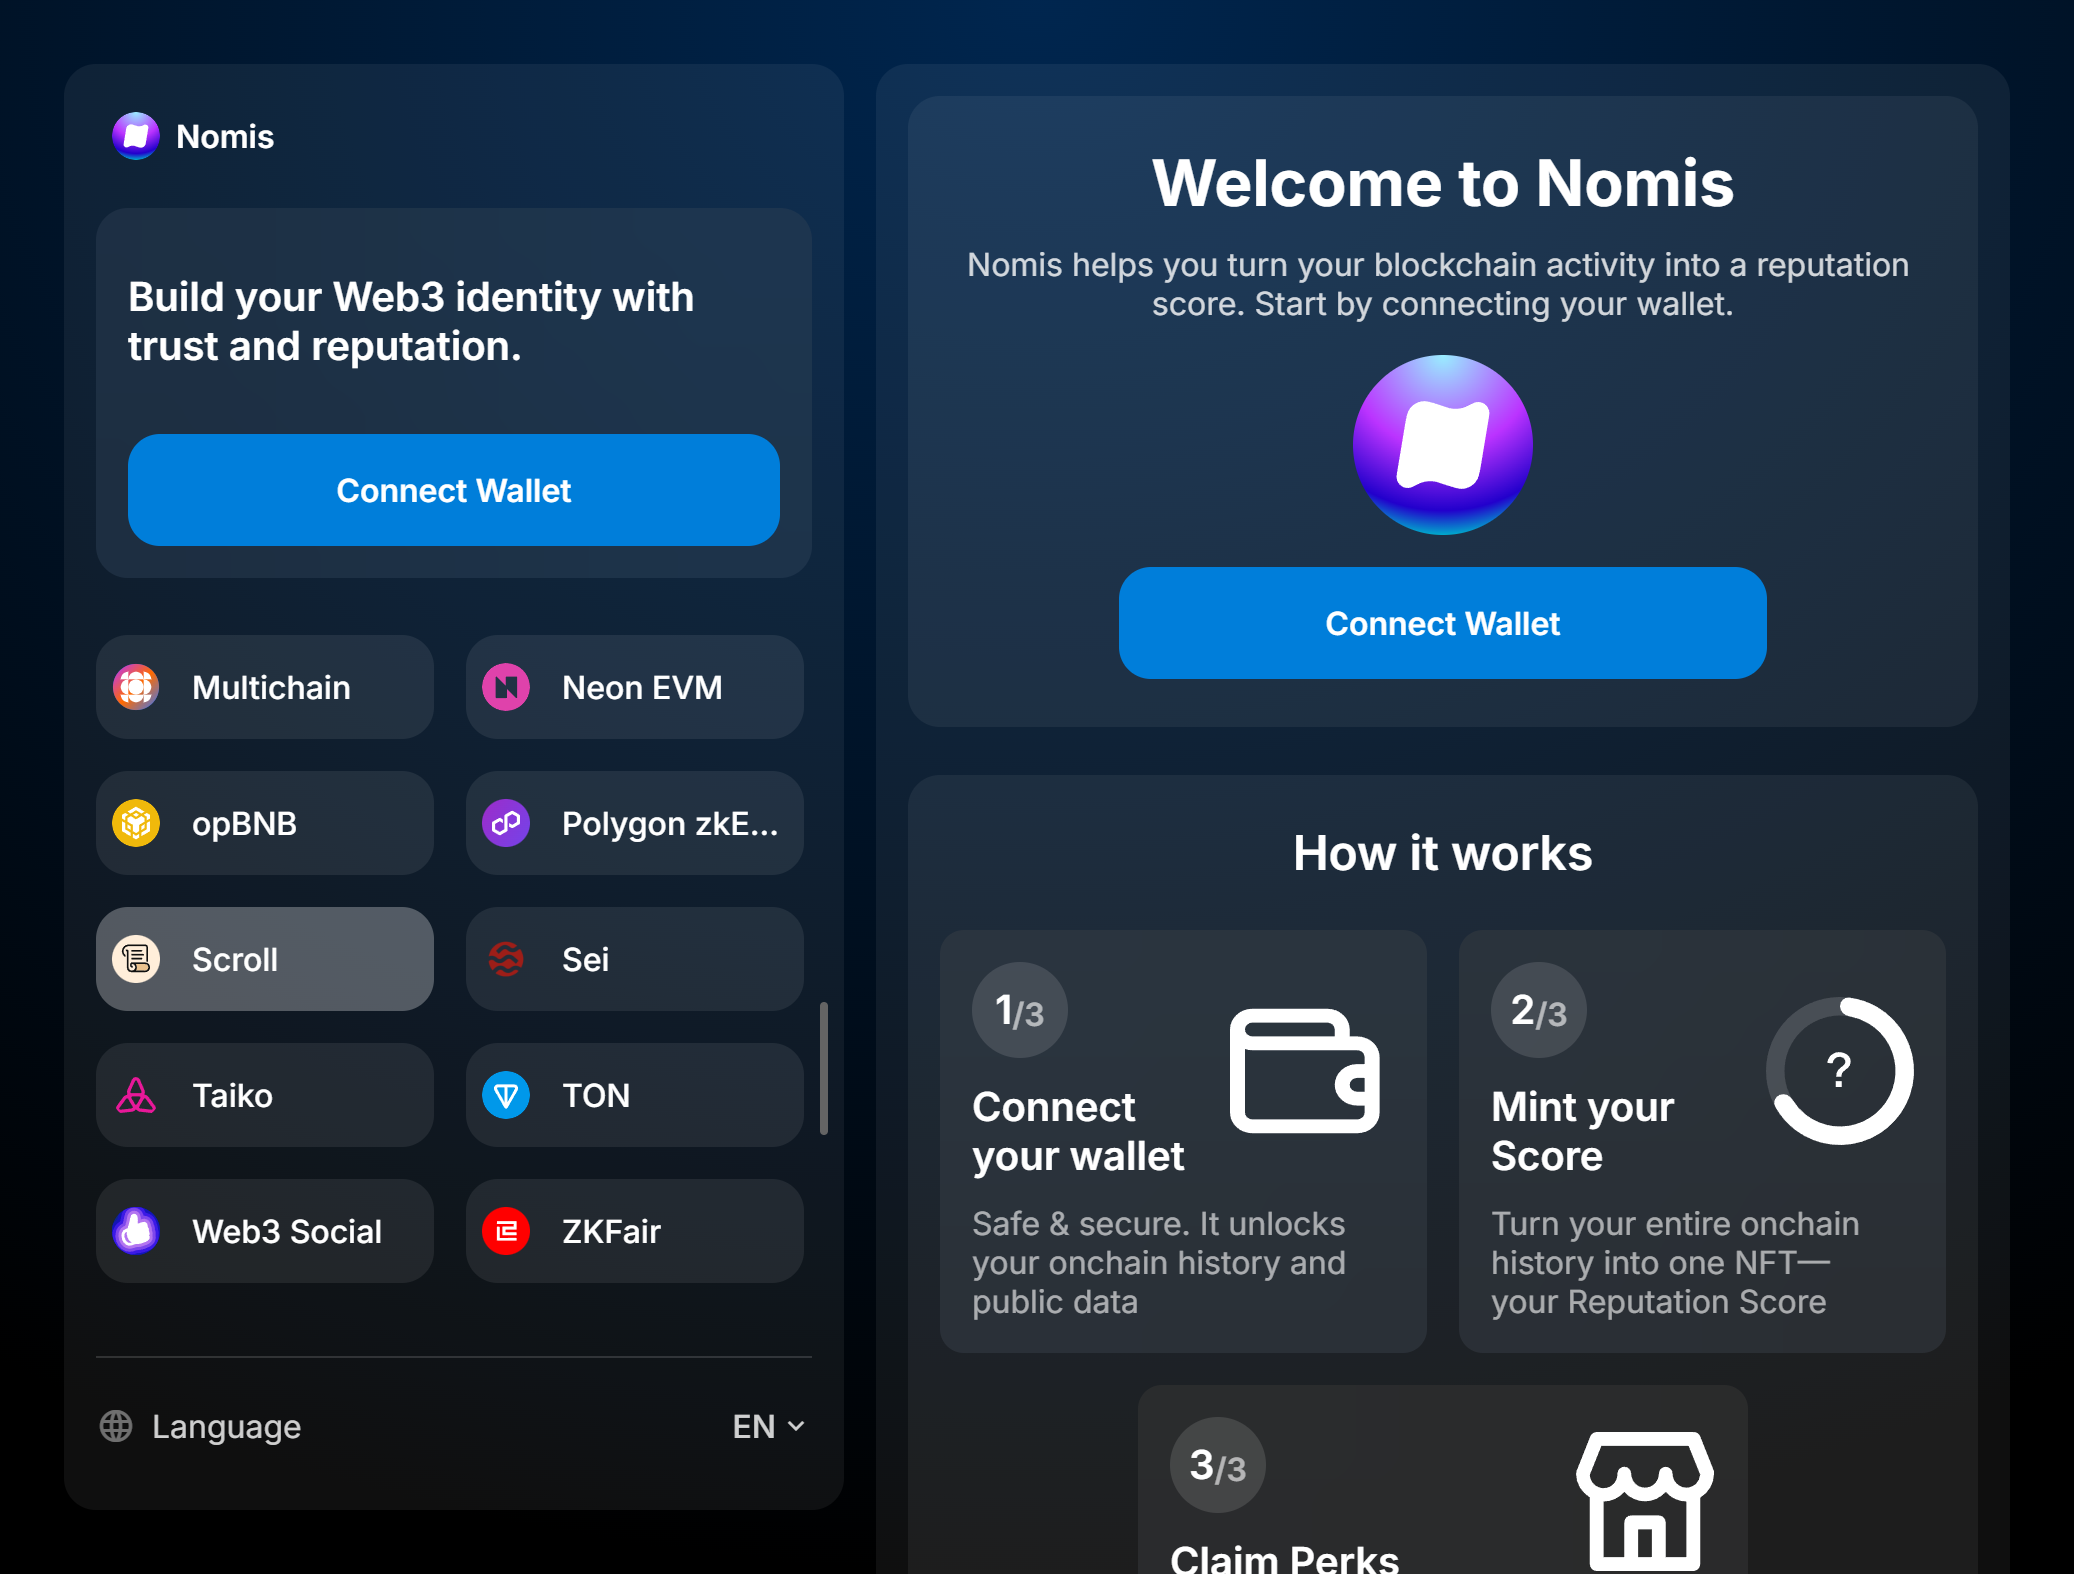 Nomis
Build your Web3 identity with
trust and reputation.
Connect Wallet
Multichain
Neon EVM
opBNB
Polygon zkE...
Scroll
Sei
Taiko
TON
Web3 Social
ZKFair
Language
EN
Welcome to Nomis
Nomis helps you turn your blockchain activity into a reputation
score. Start by connecting your wallet.
Connect Wallet
How it works
1/3
Connect
your wallet
Safe & secure. It unlocks
your onchain history and
public data
2/3
?
Mint your
Score
Turn your entire onchain
history into one NFT—
your Reputation Score
3/3
Claim Perks